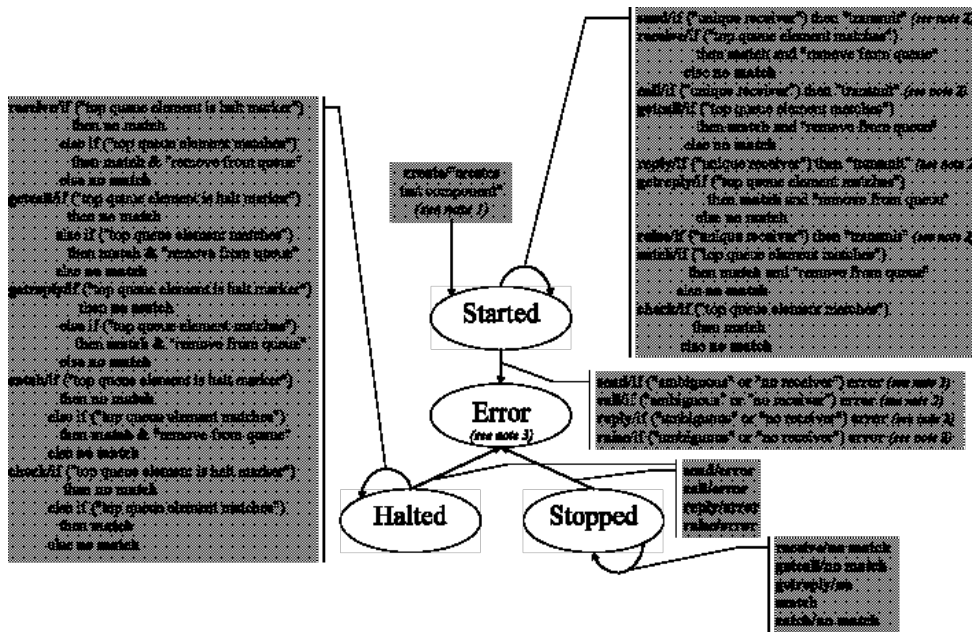 send/if ("unique receiver") then "transmit" (see note 2)
receive/if ("top queue element matches")
then match and "remove from queue"
else no match
call/if ("unique receiver") then "transmit" (see note 2)
getcall/if ("top queue element matches")
then match and "remove from queue"
else no match
reply/if ("unique receiver") then "transmit" (see note 2)
getreply/if ("top queue element matches")
then match and "remove from queue"
else no match
raise/if ("unique receiver") then "transmit" (see note 2)
catch/if ("top queue element matches")
then match and "remove from queue"
else no match
check/if ("top queue element matches")
then match
else no match
receive/if ("top queue element is halt marker")
then no match
else if ("top queue element matches")
then match & "remove from queue"
else no match
getcall/if ("top queue element is halt marker")
then no match
else if ("top queue element matches")
then match & "remove from queue"
else no match
getreply/if ("top queue element is halt marker")
then no match
else if ("top queue element matches")
then match & "remove from queue"
else no match
catch/if ("top queue element is halt marker")
then no match
else if ("top queue element matches")
then match & "remove from queue"
else no match
check/if ("top queue element is halt marker")
then no match
else if ("top queue element matches")
then match
else no match
create/"creates
test component"
(see note 1)
Started
Error
(see note 3)
send/if ("ambiguous" or "no receiver") error (see note 2)
call/if ("ambiguous" or "no receiver") error (see note 2)
reply/if ("ambiguous" or "no receiver") error (see note 2)
raise/if ("ambiguous" or "no receiver") error (see note 2)
Halted
Stopped
send/error
call/error
reply/error
raise/error
receive/no match
getcall/no match
getreply/no
match
catch/no match